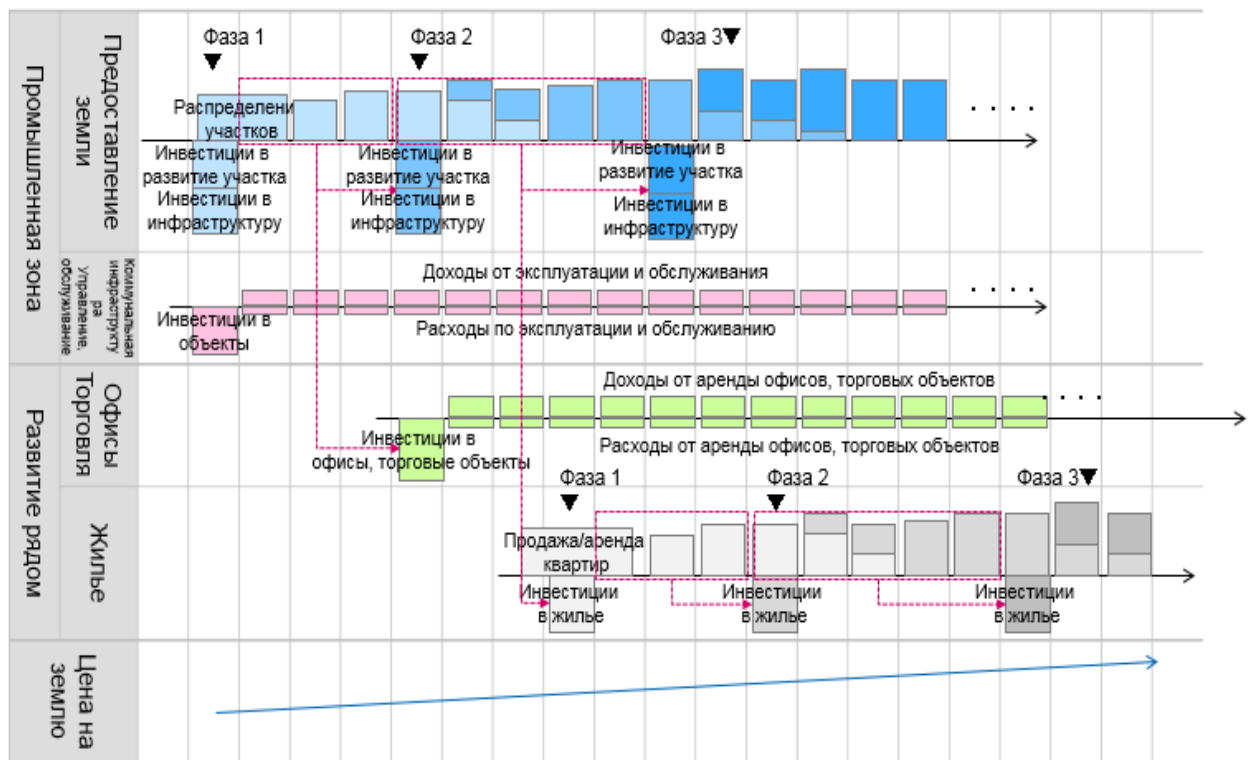 Промышленная зона
Предоставление
земли
Фаза 1
Фаза 2
Фаза 3
Распределени
участков
Инвестиции в
развитие участка
Инвестиции в
инфраструктуру
Инвестиции в
развитие участка
Инвестиции в
инфраструктуру
Инвестиции в
развитие участка
Инвестиции в
инфраструктуру
Коммунальная
инфраструкту
ра
Управление,
обслуживание
Доходы от эксплуатации и обслуживания
Инвестиции в
объекты
Расходы по эксплуатации и обслуживанию
Развитие рядом
Офисы
Торговля
Доходы от аренды офисов, торговых объектов
Инвестиции в
офисы, торговые объекты
Расходы от аренды офисов, торговых объектов
Жилье
Фаза 1
Фаза 2
Фаза 3
Продажа/аренда
квартир
Инвестиции
в жилье
Инвестиции
в жилье
Инвестиции
в жилье
Цена на
землю